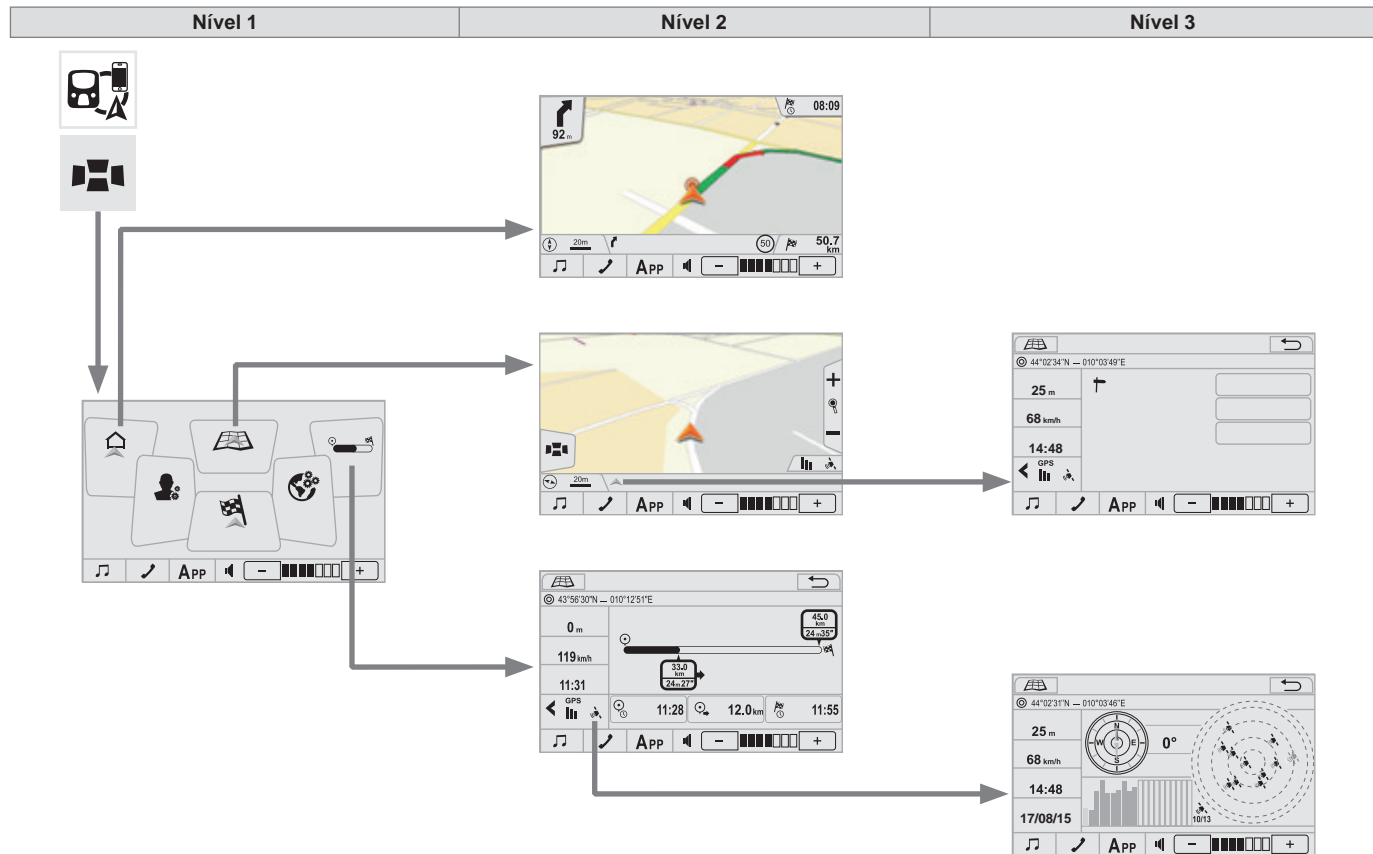 Nível 1
Nível 2
Nível 3
92 m
08:09
20m
50
50.7 km
APP
-
+
+
−
20m
APP
-
+
44°02'34"N — 010°03'49"E
25 m
68 km/h
14:48
GPS
APP
-
+
APP
-
+
43°56'30"N — 010°12'51"E
0 m
119 km/h
11:31
GPS
45.0 km
24 m 35"
33.0 km
24 m 27"
11:28
12.0 km
11:55
APP
-
+
44°02'31"N — 010°03'46"E
25 m
68 km/h
14:48
17/08/15
N
W
E
S
0°
10/13
APP
-
+